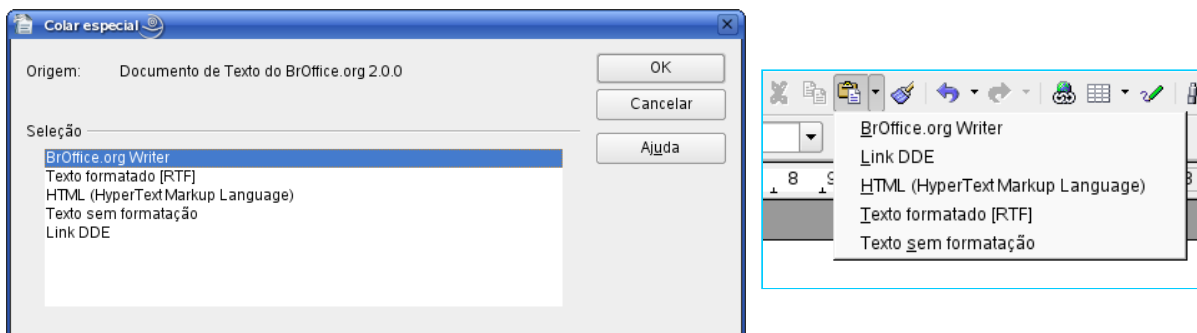 Colar especial
Origem: Documento de Texto do BrOffice.org 2.0.0
OK
Cancelar
Ajuda
Seleção
BrOffice.org Writer
Texto formatado [RTF]
HTML (HyperText Markup Language)
Texto sem formatação
Link DDE
BrOffice.org Writer
Link DDE
HTML (HyperText Markup Language)
Texto formatado [RTF]
Texto sem formatação
8 9